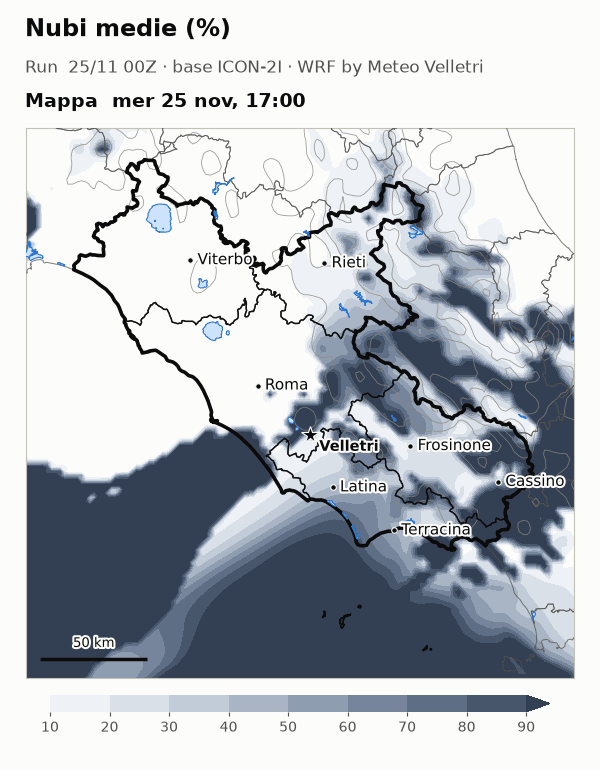 Nubi medie (%)
Run  25/11 00Z · base ICON-2I · WRF by Meteo Velletri
Mappa  mer 25 nov, 17:00
Viterbo
Rieti
Roma
Velletri
Frosinone
Cassino
Latina
Terracina
50 km
10 20 30 40 50 60 70 80 90